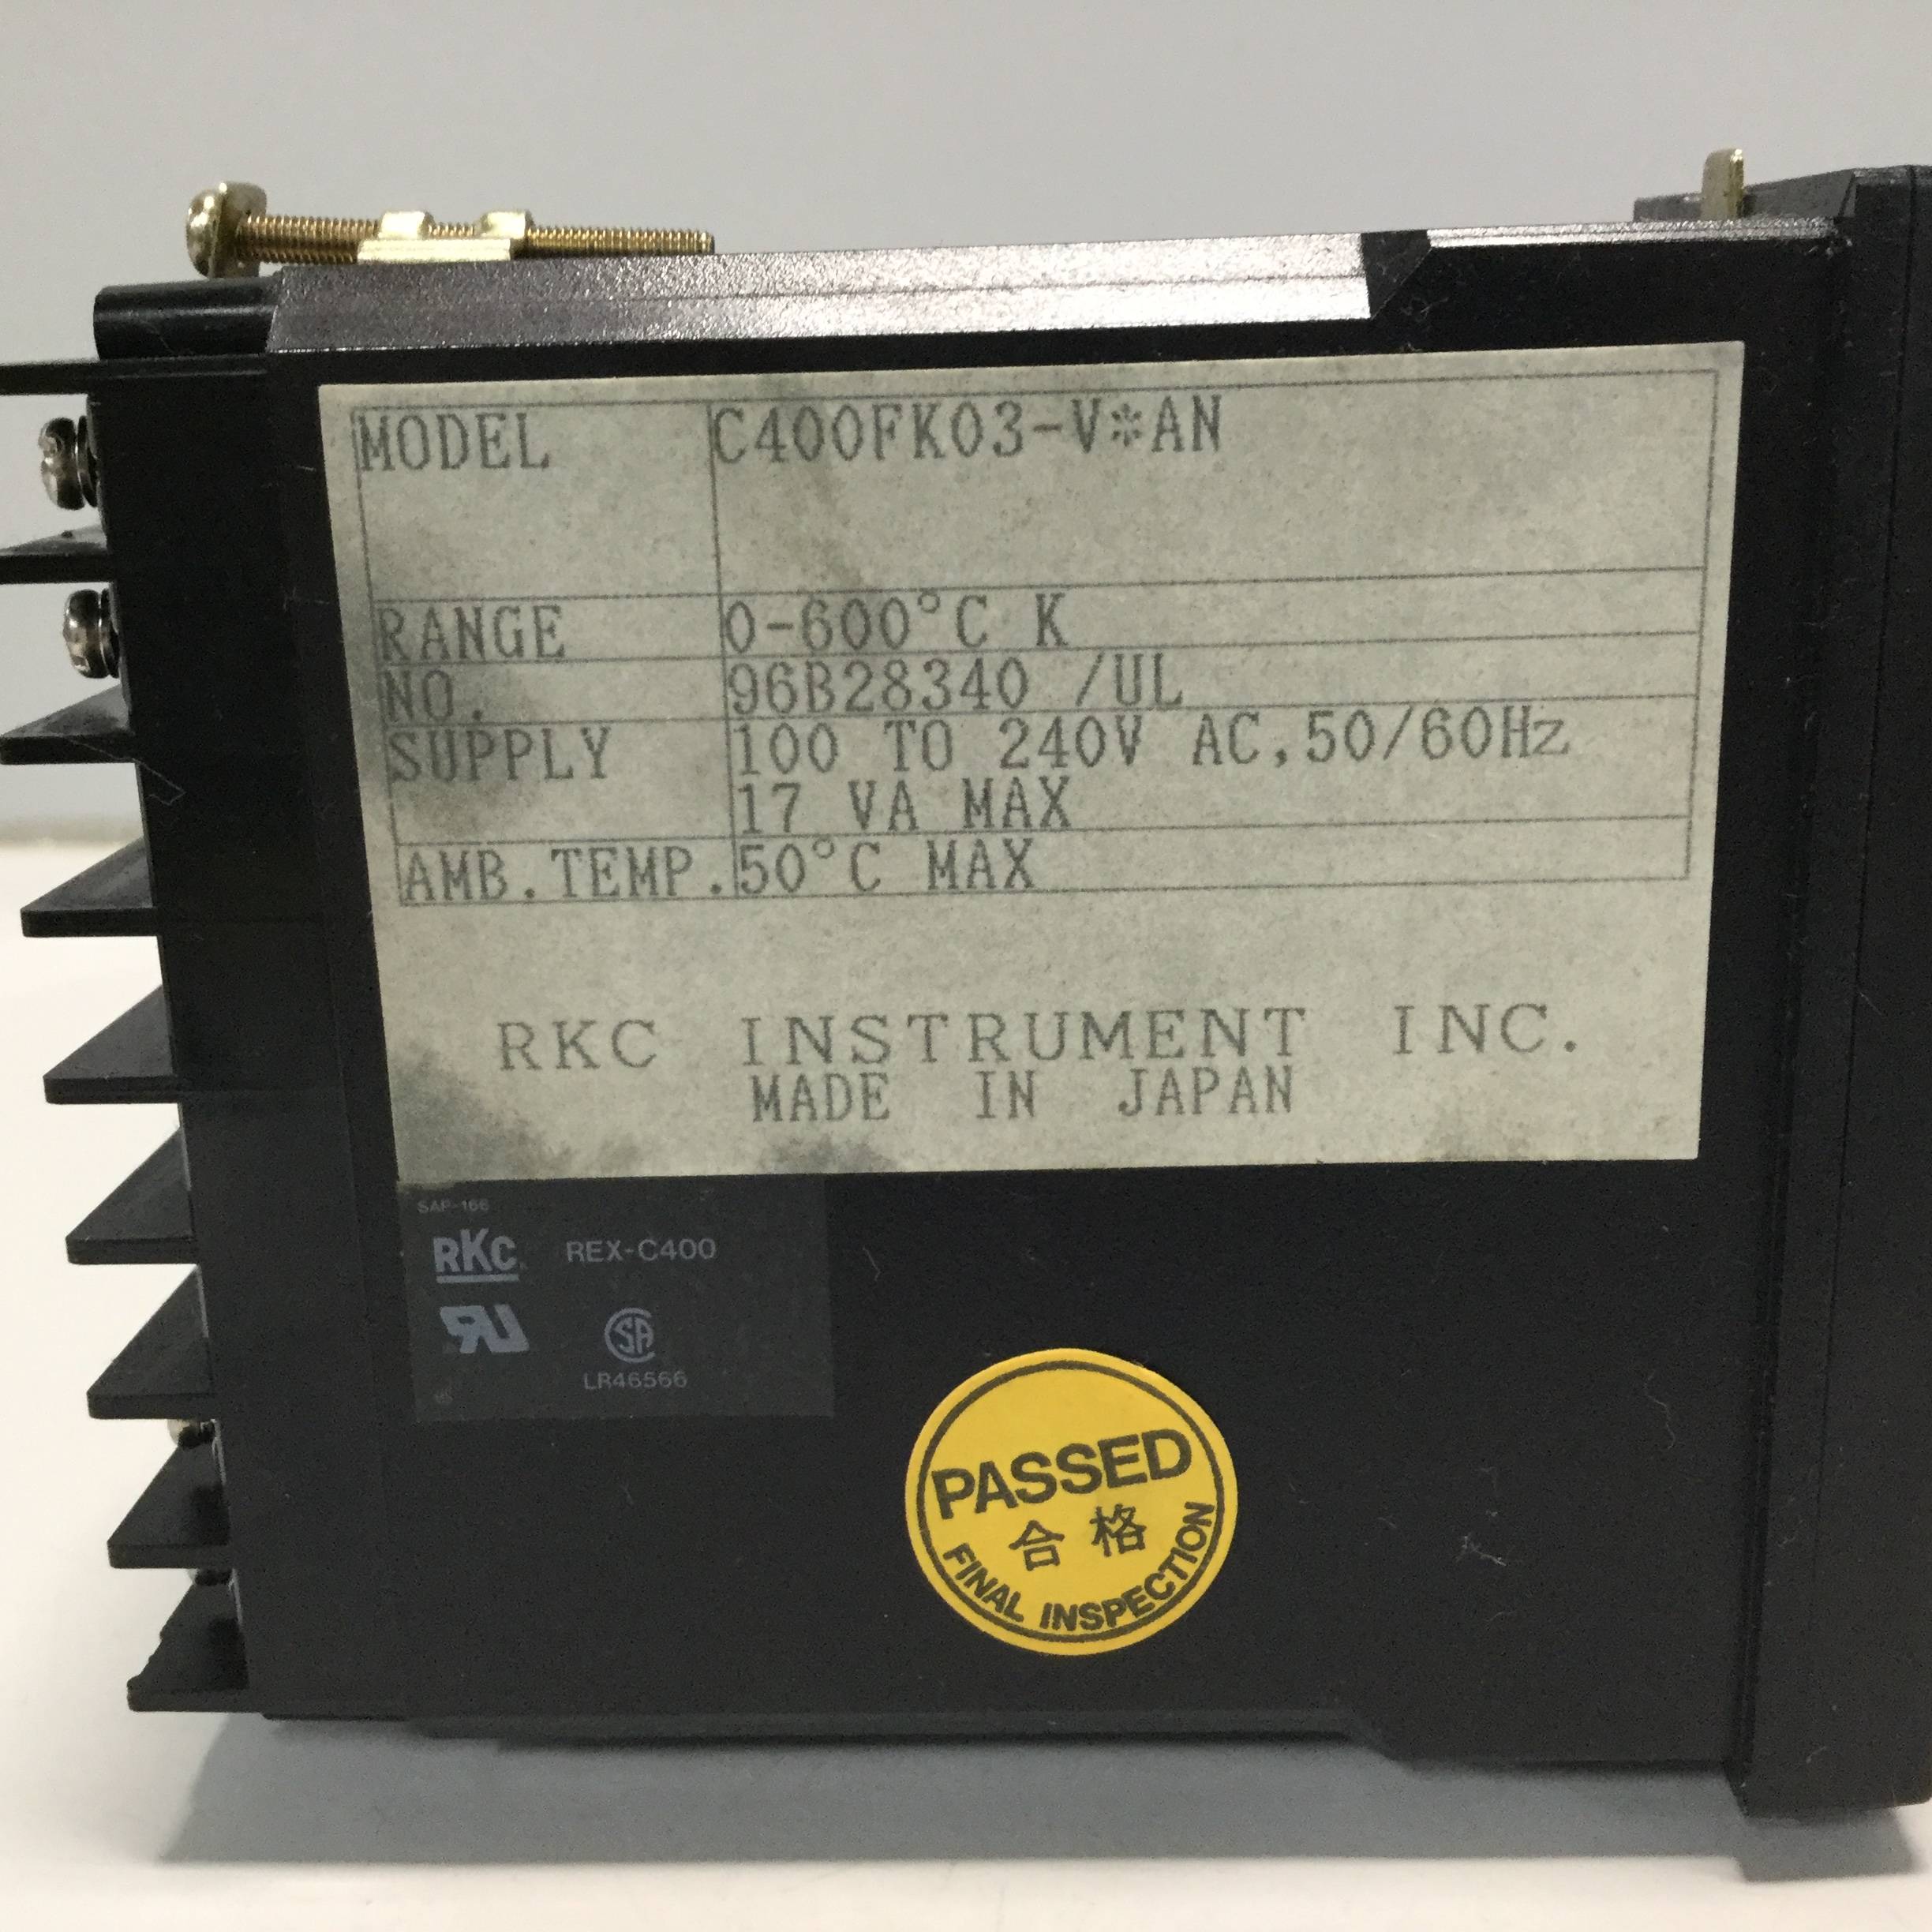 MODEL C400FK03-V*AN
RANGE 0-600°C K
NO. 96B28340 /UL
SUPPLY 100 TO 240V AC,50/60Hz
17 VA MAX
AMB.TEMP. 50°C MAX
RKC INSTRUMENT INC.
MADE IN JAPAN
SAP-166
RKC REX-C400
RU SA
LR46566
PASSED
合格
FINAL INSPECTION